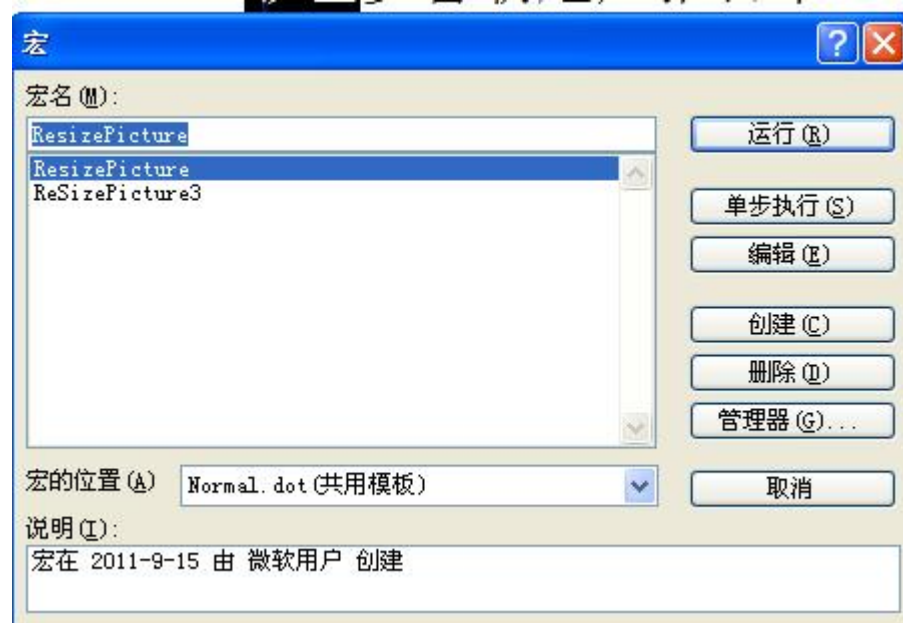 宏
宏名(M):
ResizePicture
运行(R)
ResizePicture
ReSizePicture3
单步执行(S)
编辑(E)
创建(C)
删除(D)
管理器(G)...
宏的位置(A)
Normal.dot(共用模板)
取消
说明(I):
宏在 2011-9-15 由 微软用户 创建